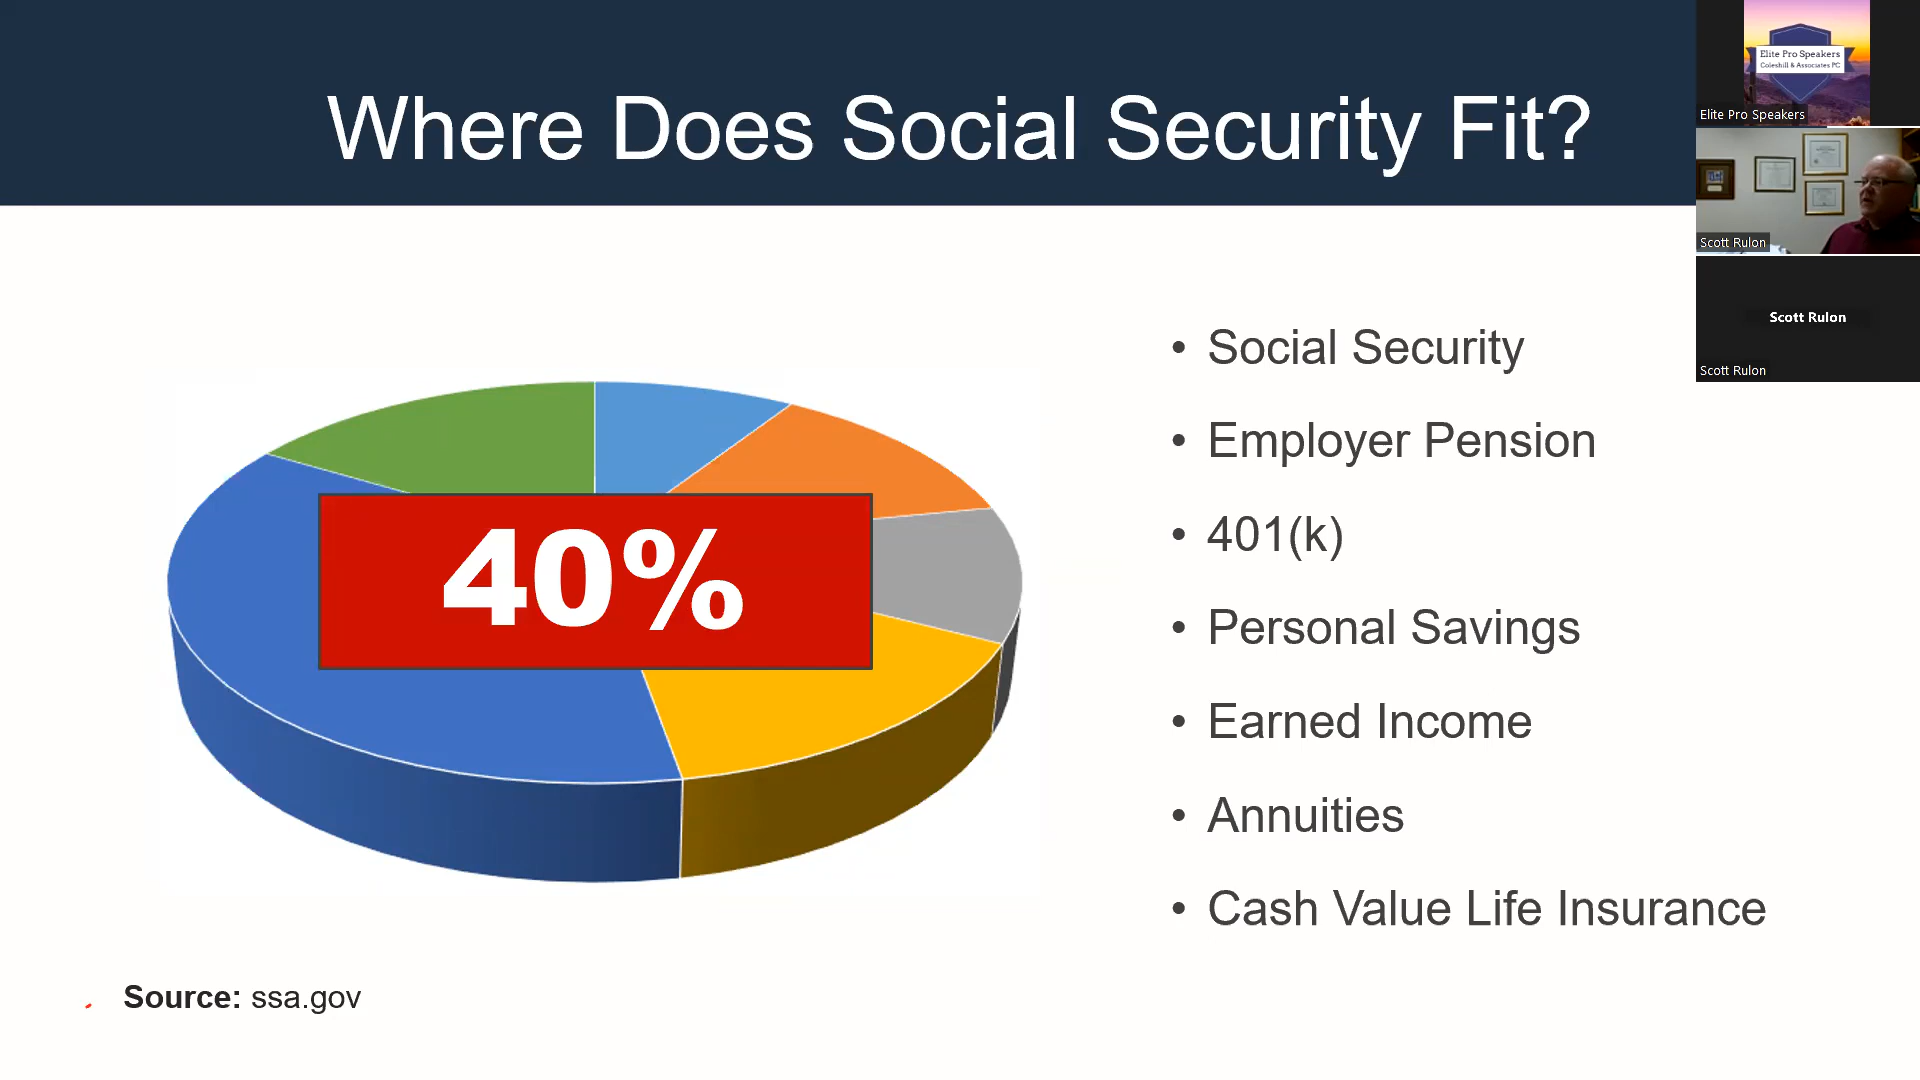 Where Does Social Security Fit?
Elite Pro Speakers
Coleshill & Associates PC
Elite Pro Speakers
Scott Rulon
Scott Rulon
Scott Rulon
40%
• Social Security
• Employer Pension
• 401(k)
• Personal Savings
• Earned Income
• Annuities
• Cash Value Life Insurance
Source: ssa.gov